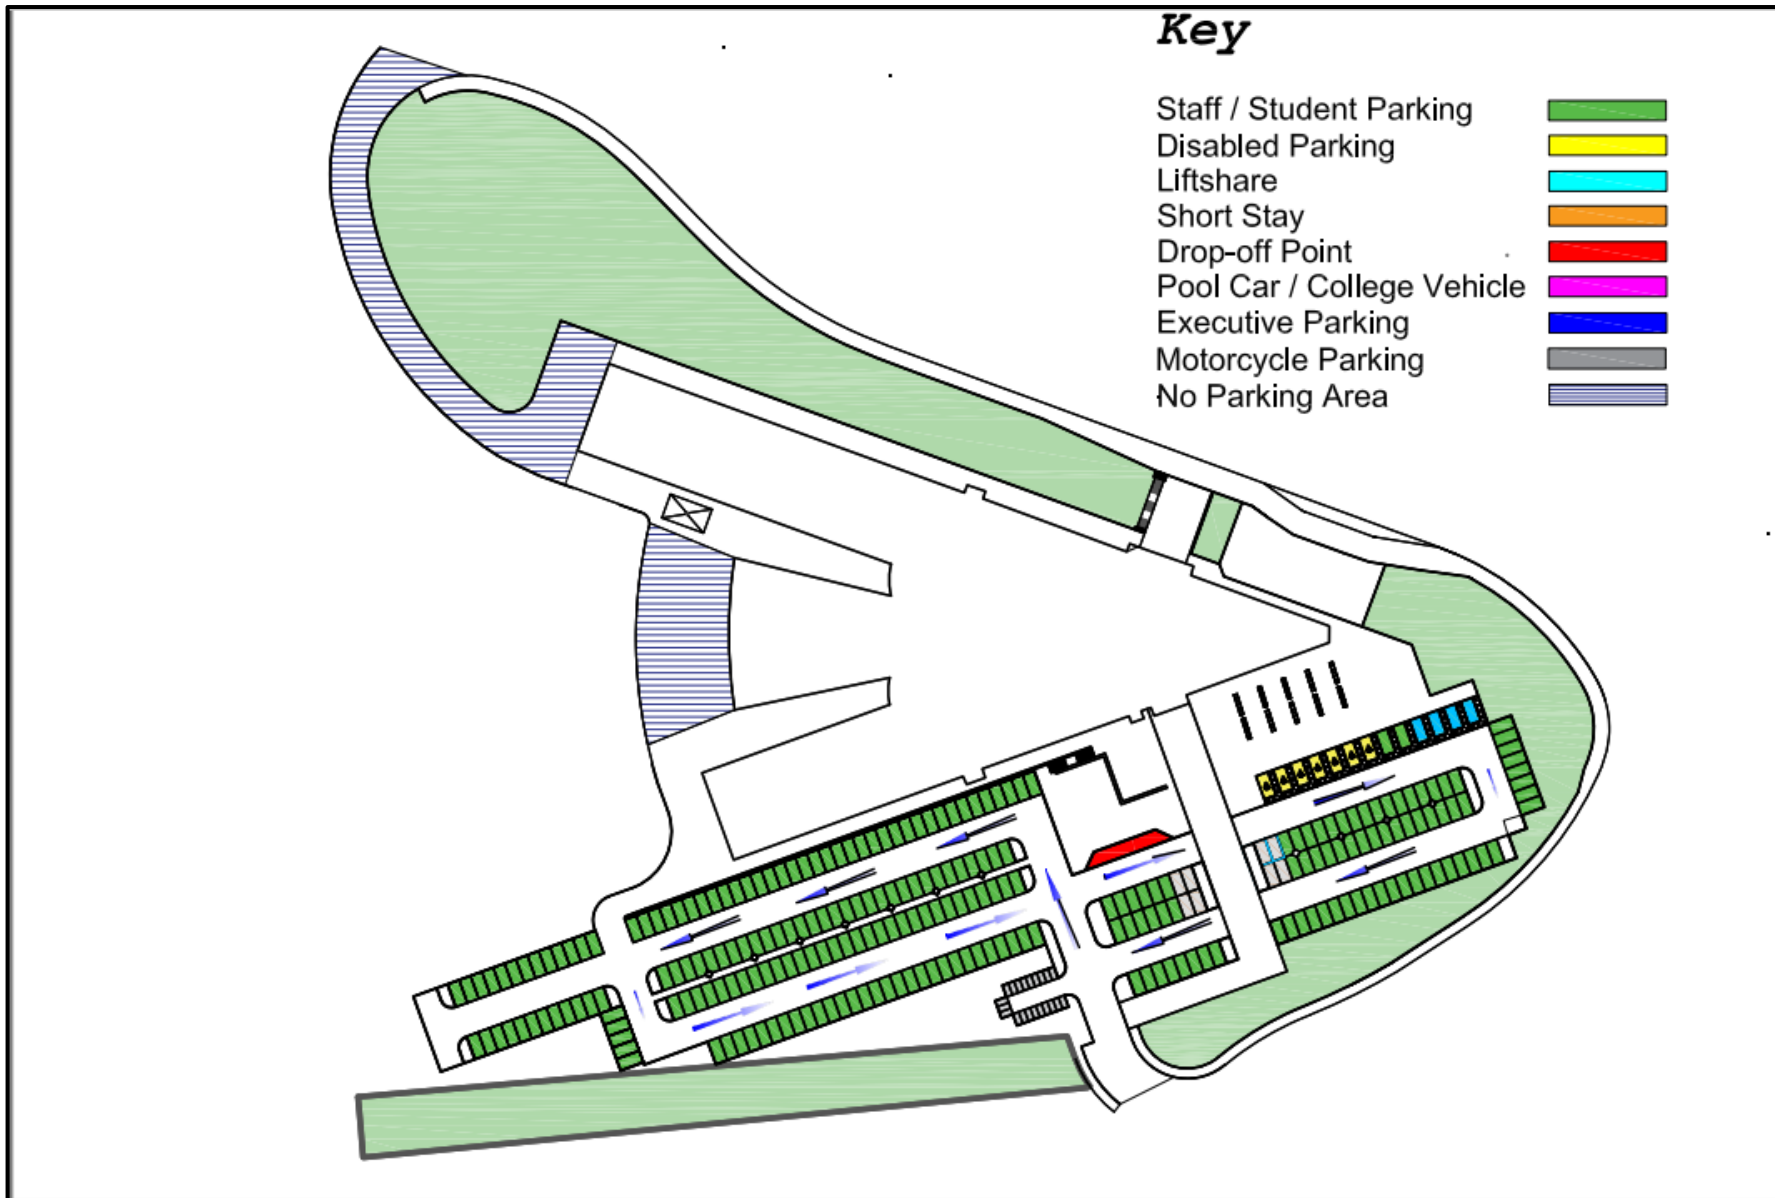 Key
Staff / Student Parking
Disabled Parking
Liftshare
Short Stay
Drop-off Point
Pool Car / College Vehicle
Executive Parking
Motorcycle Parking
No Parking Area